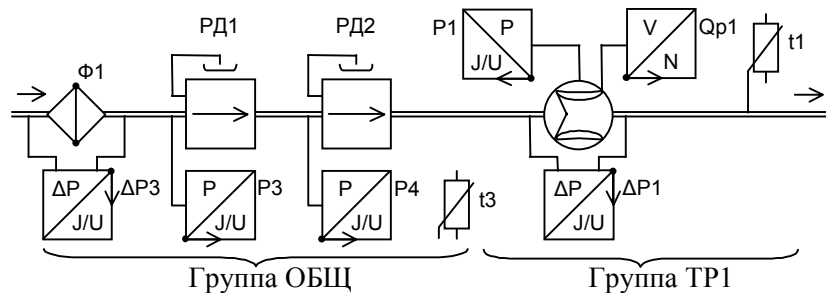 РД1 РД2 P1 P J/U V N Qp1 t1
Ф1
ΔP J/U ΔP3 P J/U P3 P J/U P4 t3 ΔP J/U ΔP1
Группа ОБЩ Группа ТР1